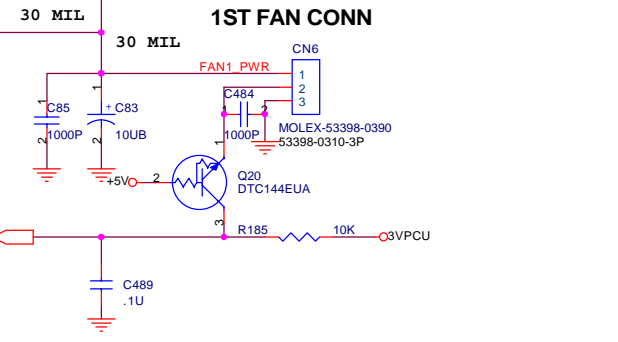 1ST FAN CONN
30 MIL
30 MIL
CN6
FAN1_PWR
1
2
3
C484
1 2
1000P
MOLEX-53398-0390
53398-0310-3P
1
C85
1000P
2
1
+ C83
10UB
2
1
+5V
2
Q20
DTC144EUA
3
R185 10K
3VPCU
C489
.1U